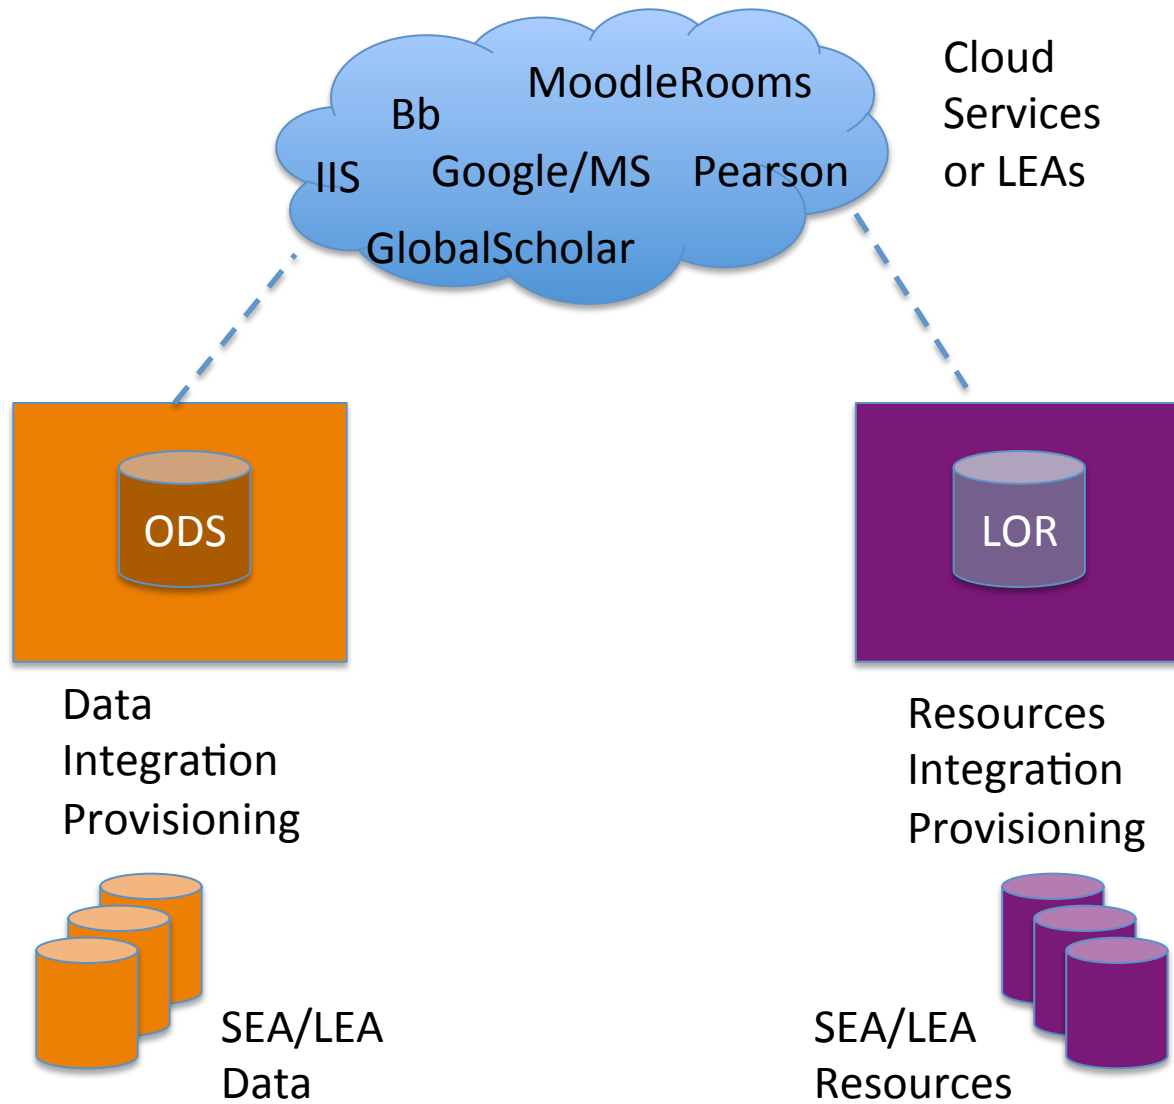 MoodleRooms
Bb
IIS
Google/MS
Pearson
GlobalScholar
Cloud
Services
or LEAs
ODS
LOR
Data
Integration
Provisioning
Resources
Integration
Provisioning
SEA/LEA
Data
SEA/LEA
Resources